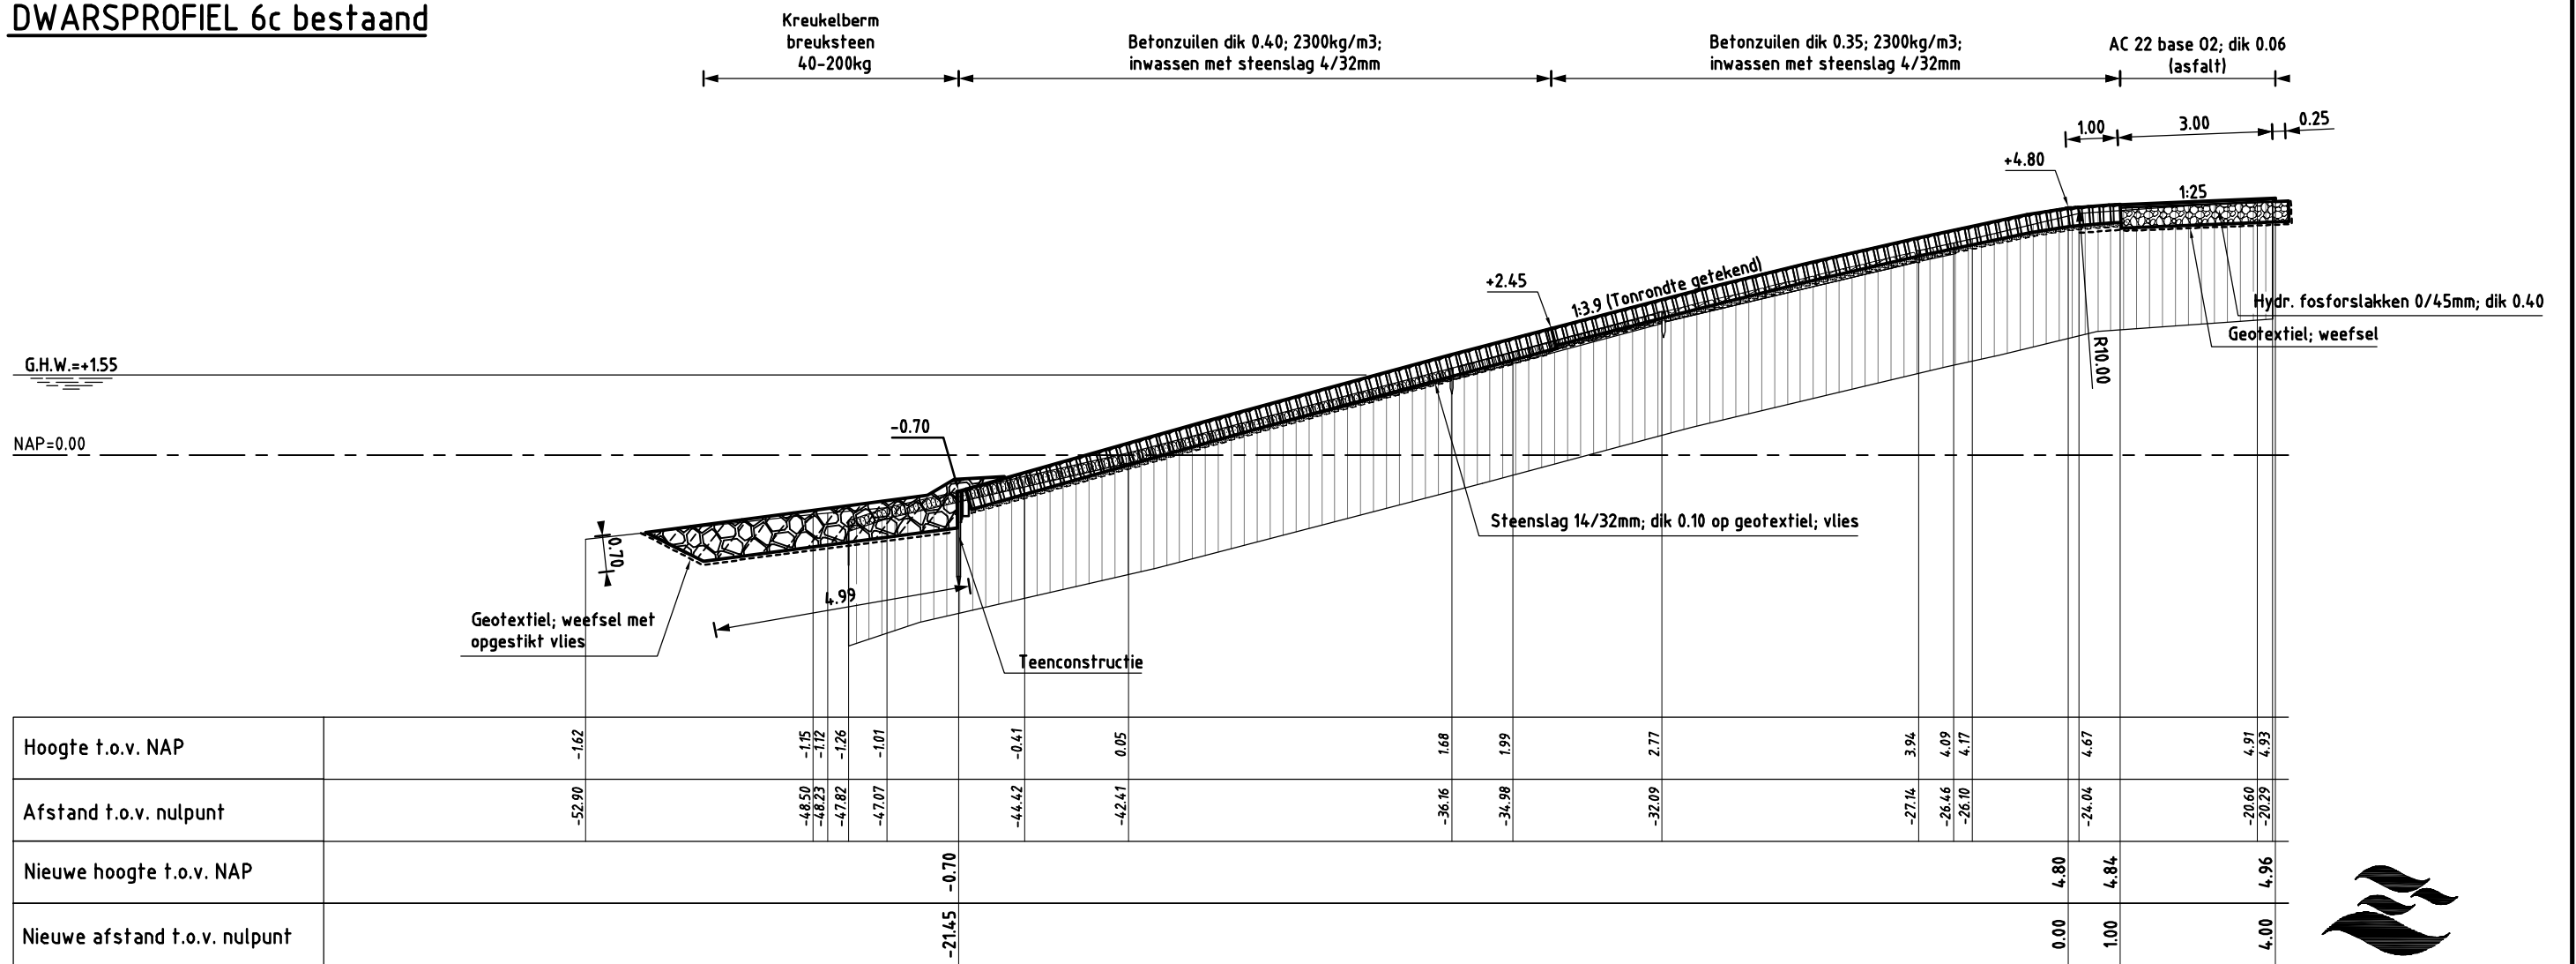 DWARSPROFIEL 6c bestaand
Kreukelberm
breuksteen
40-200kg
Betonzuilen dik 0.40; 2300kg/m3;
inwassen met steenslag 4/32mm
Betonzuilen dik 0.35; 2300kg/m3;
inwassen met steenslag 4/32mm
AC 22 base O2; dik 0.06
(asfalt)
1.00
3.00
0.25
+4.80
1:25
+2.45
1:3.9 (Tonrondte getekend)
Hydr. fosforslakken 0/45mm; dik 0.40
Geotextiel; weefsel
R10.00
G.H.W.=+1.55
NAP=0.00
-0.70
Steenslag 14/32mm; dik 0.10 op geotextiel; vlies
0.70
4.99
Geotextiel; weefsel met
opgestikt vlies
Teenconstructie
Hoogte t.o.v. NAP -1.62 -1.15 -1.12 -1.26 -1.01 -0.41 0.05 1.68 1.99 2.77 3.94 4.09 4.17 4.67 4.91 4.93
Afstand t.o.v. nulpunt -52.90 -48.50 -48.23 -47.82 -47.07 -44.42 -42.41 -36.16 -34.98 -32.09 -27.14 -26.46 -26.10 -24.04 -20.60 -20.29
Nieuwe hoogte t.o.v. NAP -0.70 4.80 4.84 4.96
Nieuwe afstand t.o.v. nulpunt -21.45 0.00 1.00 4.00